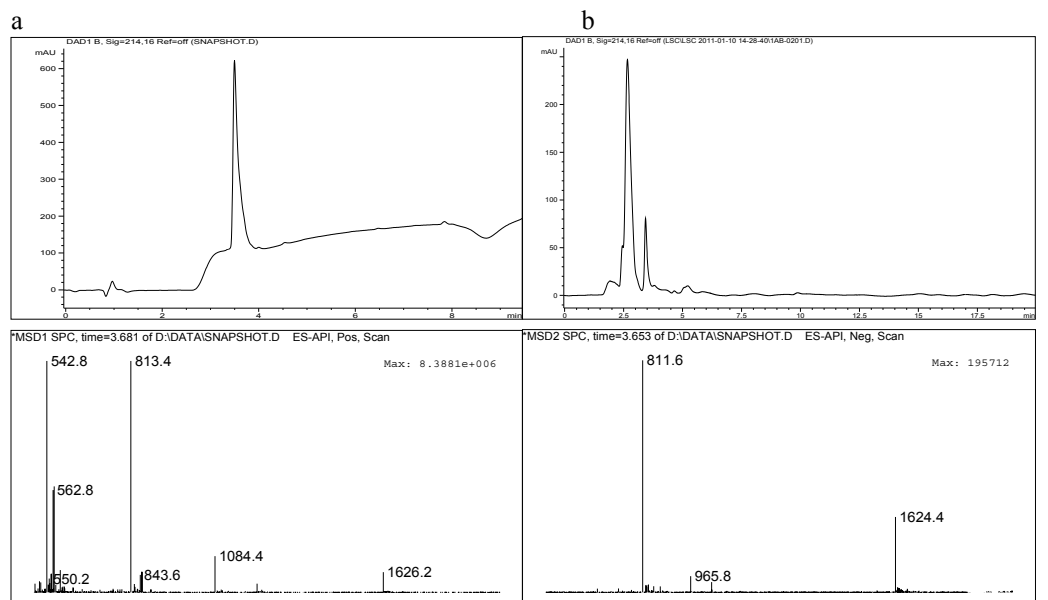 a
DAD1 B, Sig=214,16 Ref=off (SNAPSHOT.D)
mAU
600
500
400
300
200
100
0
0
2
4
6
8
min
b
DAD1 B, Sig=214,16 Ref=off (LSC\LSC 2011-01-10 14-28-40\1AB-0201.D)
mAU
200
150
100
50
0
0
2.5
5
7.5
10
12.5
15
17.5
min
*MSD1 SPC, time=3.681 of D:\DATA\SNAPSHOT.D ES-API, Pos, Scan
Max: 8.3881e+006
542.8
813.4
562.8
550.2
843.6
1084.4
1626.2
*MSD2 SPC, time=3.653 of D:\DATA\SNAPSHOT.D ES-API, Neg, Scan
Max: 195712
811.6
965.8
1624.4